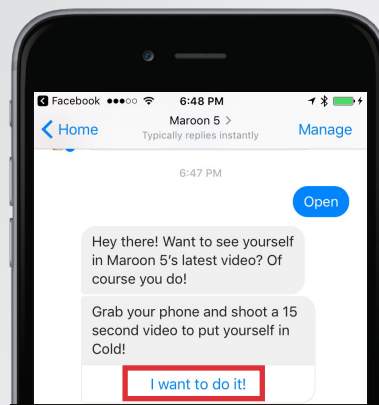 Facebook 6:48 PM
Home Maroon 5 > Manage
Typically replies instantly
6:47 PM
Open
Hey there! Want to see yourself
in Maroon 5's latest video? Of
course you do!
Grab your phone and shoot a 15
second video to put yourself in
Cold!
I want to do it!